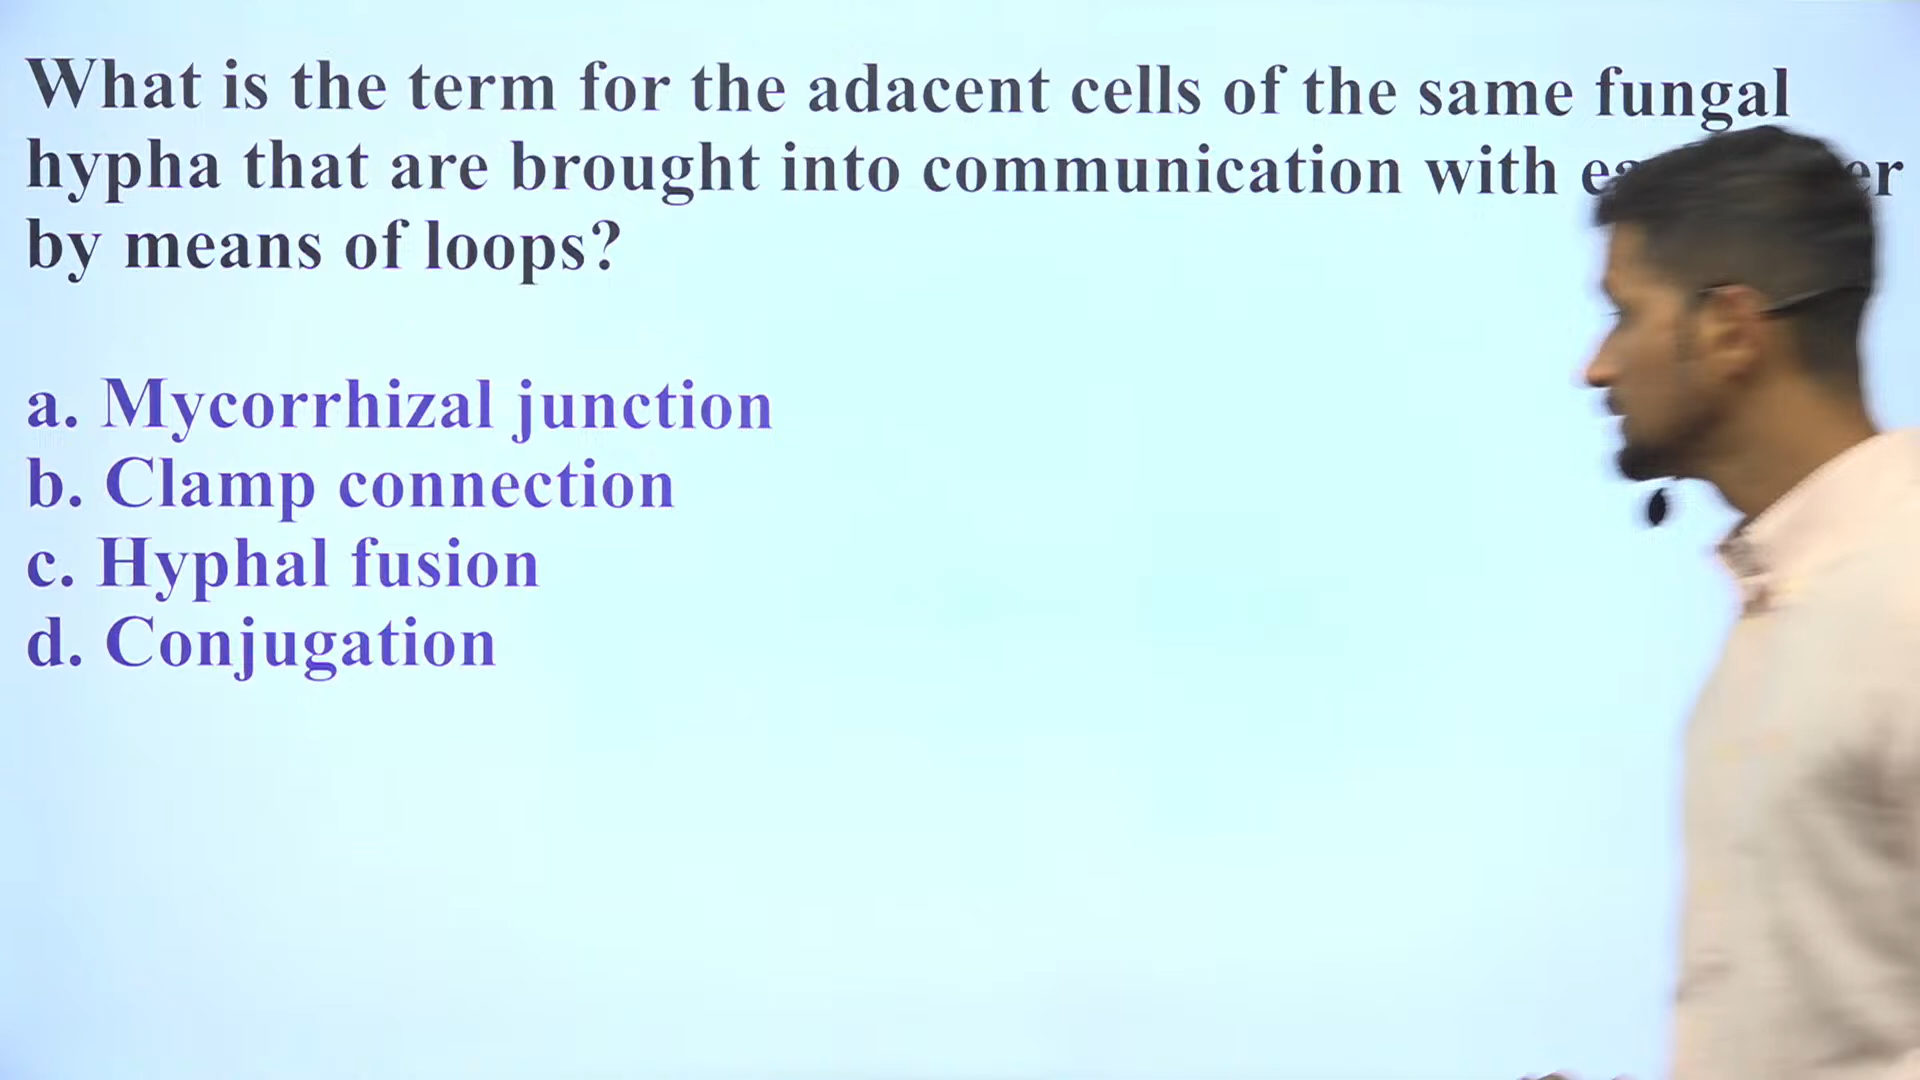 What is the term for the adacent cells of the same fungal
hypha that are brought into communication with
by means of loops?
a. Mycorrhizal junction
b. Clamp connection
c. Hyphal fusion
d. Conjugation